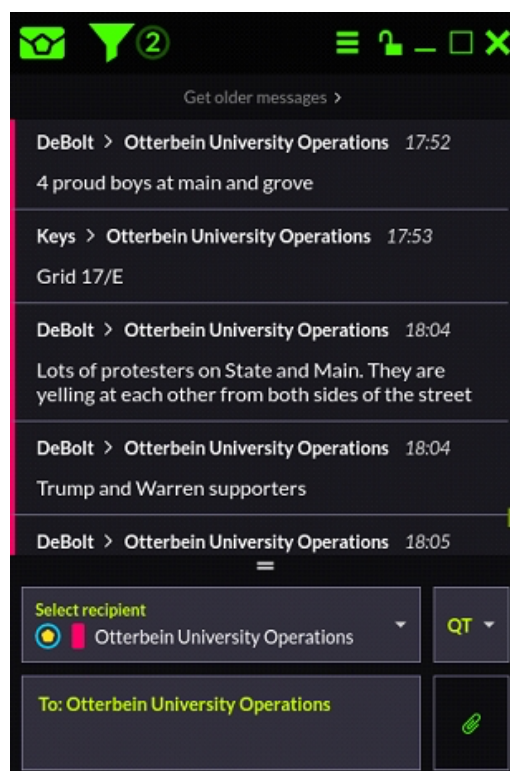 2
Get older messages >
DeBolt > Otterbein University Operations 17:52
4 proud boys at main and grove
Keys > Otterbein University Operations 17:53
Grid 17/E
DeBolt > Otterbein University Operations 18:04
Lots of protesters on State and Main. They are
yelling at each other from both sides of the street
DeBolt > Otterbein University Operations 18:04
Trump and Warren supporters
DeBolt > Otterbein University Operations 18:05
Select recipient
Otterbein University Operations
QT
To: Otterbein University Operations